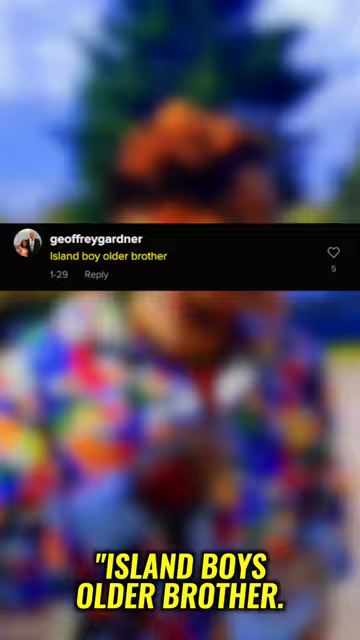 geoffreygardner
Island boy older brother
1-29 Reply
5
"ISLAND BOYS
OLDER BROTHER.